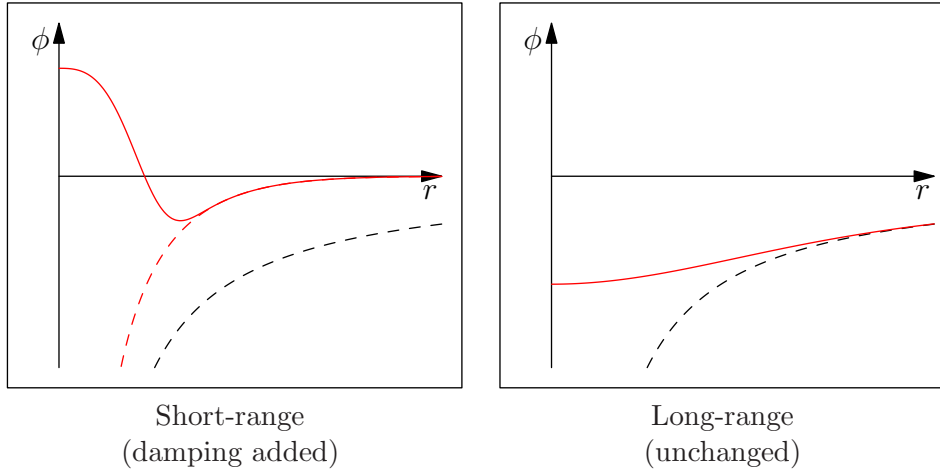 ϕ
r
Short-range
(damping added)
ϕ
r
Long-range
(unchanged)